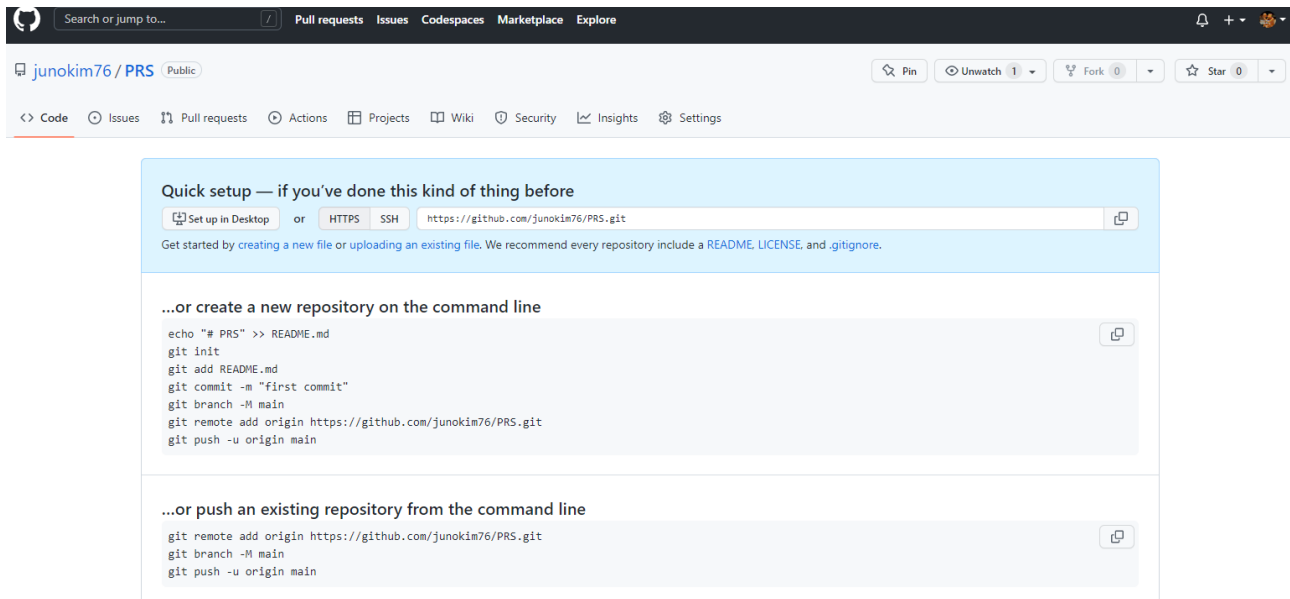 Search or jump to... / Pull requests Issues Codespaces Marketplace Explore
junokim76 / PRS Public Pin Unwatch 1 Fork 0 Star 0
Code Issues Pull requests Actions Projects Wiki Security Insights Settings
Quick setup — if you've done this kind of thing before
Set up in Desktop or HTTPS SSH https://github.com/junokim76/PRS.git
Get started by creating a new file or uploading an existing file. We recommend every repository include a README, LICENSE, and .gitignore.
...or create a new repository on the command line
echo "# PRS" >> README.md
git init
git add README.md
git commit -m "first commit"
git branch -M main
git remote add origin https://github.com/junokim76/PRS.git
git push -u origin main
...or push an existing repository from the command line
git remote add origin https://github.com/junokim76/PRS.git
git branch -M main
git push -u origin main